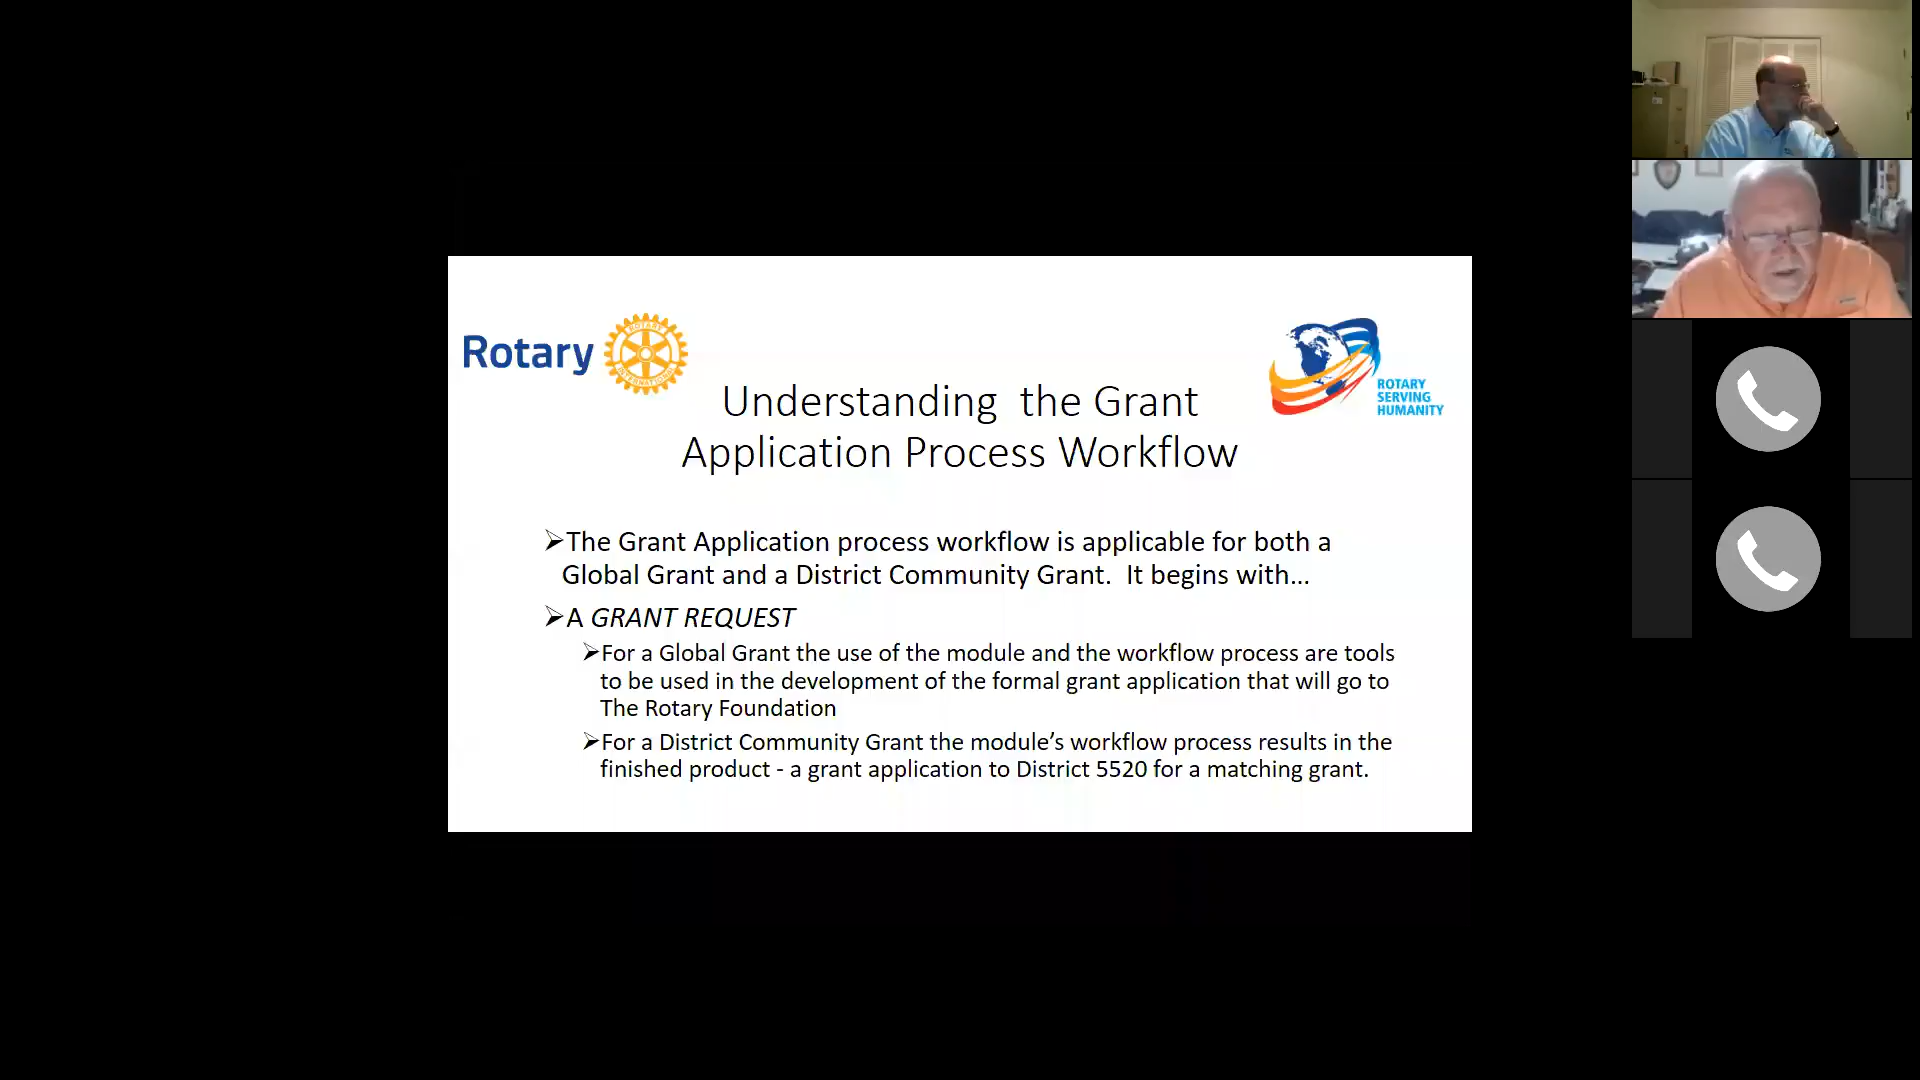 Rotary
ROTARY
INTERNATIONAL
ROTARY
SERVING
HUMANITY
Understanding  the Grant
Application Process Workflow
➢The Grant Application process workflow is applicable for both a
Global Grant and a District Community Grant.  It begins with...
➢A GRANT REQUEST
➢For a Global Grant the use of the module and the workflow process are tools
to be used in the development of the formal grant application that will go to
The Rotary Foundation
➢For a District Community Grant the module’s workflow process results in the
finished product - a grant application to District 5520 for a matching grant.